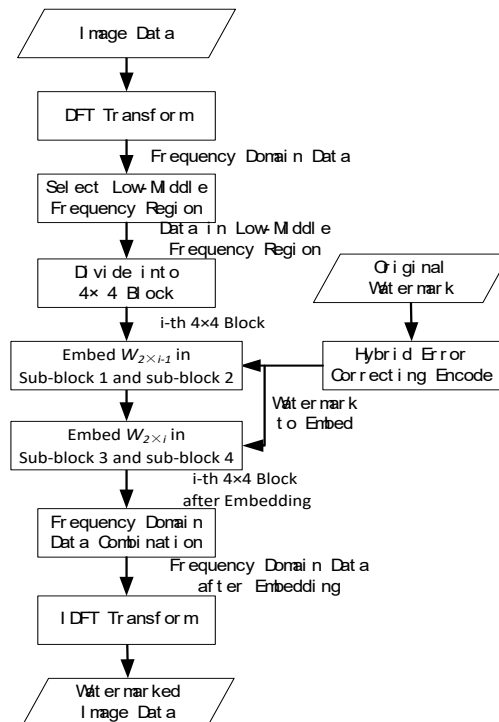 Image Data
DFT Transform
Frequency Domain Data
Select Low-Middle
Frequency Region
Data in Low-Middle
Frequency Region
Divide into
4× 4 Block
Original
Watermark
i-th 4×4 Block
Embed W2×i-1 in
Sub-block 1 and sub-block 2
Hybrid Error
Correcting Encode
Watermark
to Embed
Embed W2×i in
Sub-block 3 and sub-block 4
i-th 4×4 Block
after Embedding
Frequency Domain
Data Combination
Frequency Domain Data
after Embedding
IDFT Transform
Watermarked
Image Data